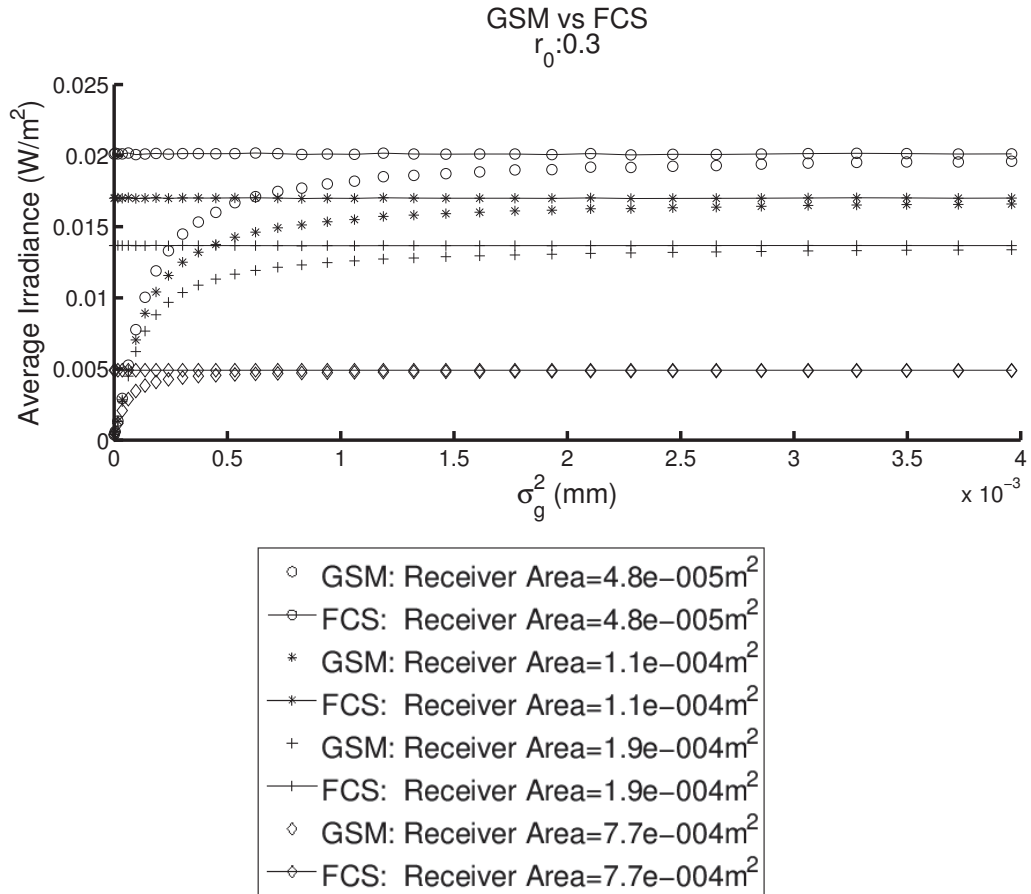 GSM vs FCS
r0:0.3
Average Irradiance (W/m²)
0.025
0.02
0.015
0.01
0.005
0
0 0.5 1 1.5 2 2.5 3 3.5 4
σg² (mm)
x 10⁻³
GSM: Receiver Area=4.8e−005m²
FCS: Receiver Area=4.8e−005m²
GSM: Receiver Area=1.1e−004m²
FCS: Receiver Area=1.1e−004m²
GSM: Receiver Area=1.9e−004m²
FCS: Receiver Area=1.9e−004m²
GSM: Receiver Area=7.7e−004m²
FCS: Receiver Area=7.7e−004m²